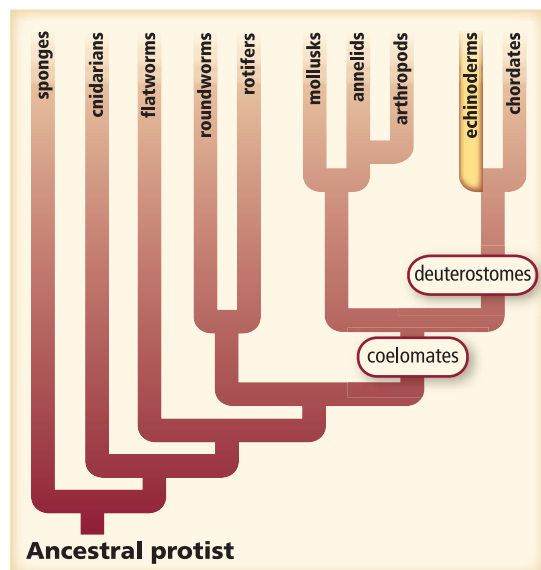 sponges
cnidarians
flatworms
roundworms
rotifers
mollusks
annelids
arthropods
echinoderms
chordates
deuterostomes
coelomates
Ancestral protist